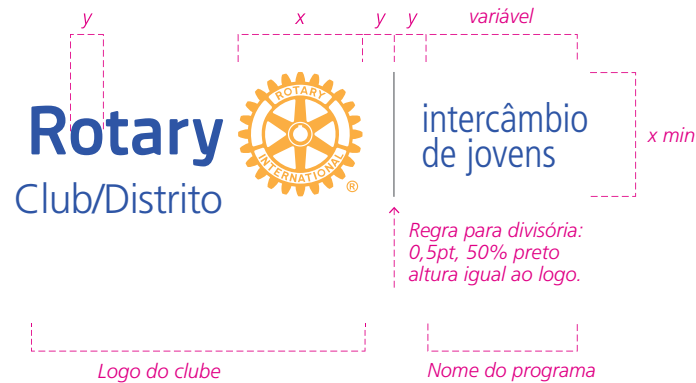 y
x
y
y
variável
Rotary
Club/Distrito
ROTARY
INTERNATIONAL
®
intercâmbio
de jovens
x min
Regra para divisória:
0,5pt, 50% preto
altura igual ao logo.
Logo do clube
Nome do programa